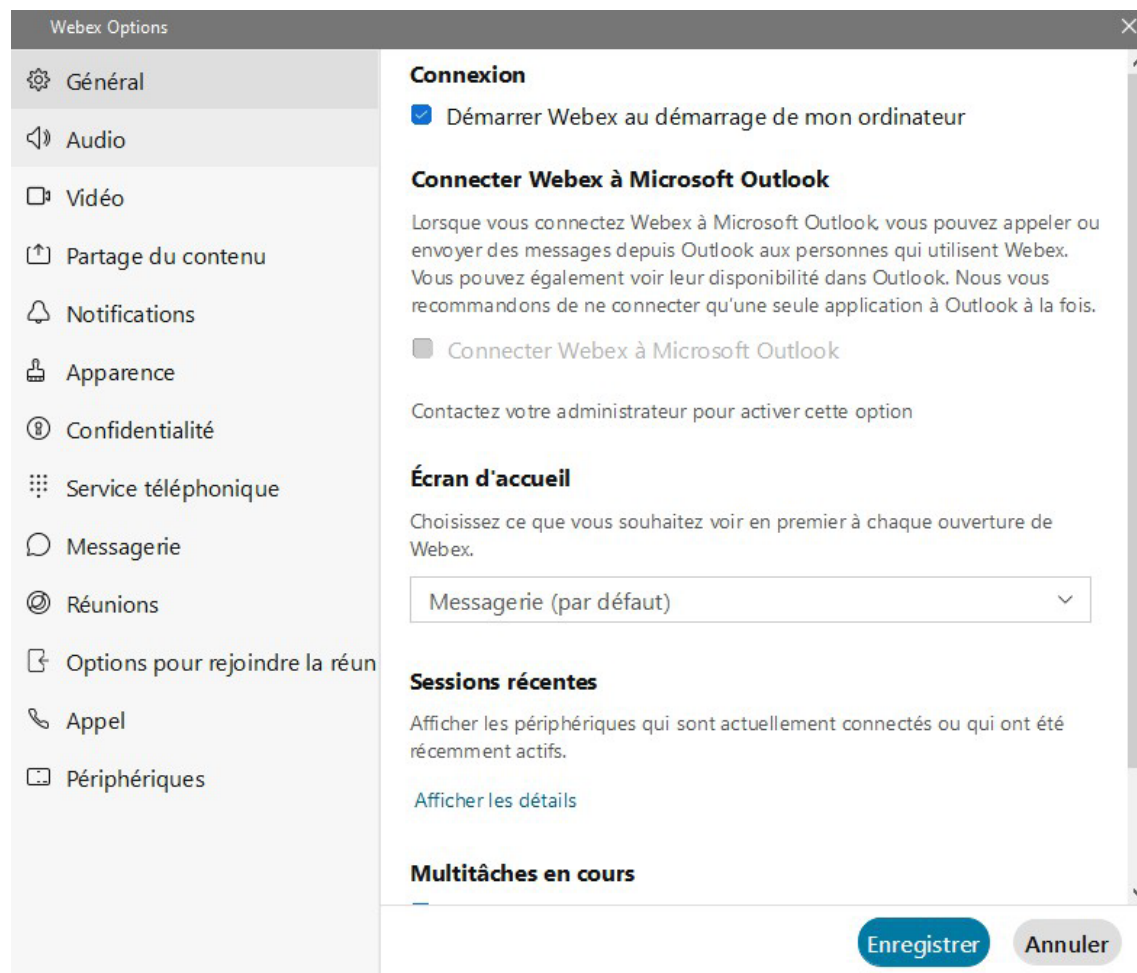 Webex Options
Général
Audio
Vidéo
Partage du contenu
Notifications
Apparence
Confidentialité
Service téléphonique
Messagerie
Réunions
Options pour rejoindre la réun
Appel
Périphériques
Connexion
Démarrer Webex au démarrage de mon ordinateur
Connecter Webex à Microsoft Outlook
Lorsque vous connectez Webex à Microsoft Outlook, vous pouvez appeler ou
envoyer des messages depuis Outlook aux personnes qui utilisent Webex.
Vous pouvez également voir leur disponibilité dans Outlook. Nous vous
recommandons de ne connecter qu'une seule application à Outlook à la fois.
Connecter Webex à Microsoft Outlook
Contactez votre administrateur pour activer cette option
Écran d'accueil
Choisissez ce que vous souhaitez voir en premier à chaque ouverture de
Webex.
Messagerie (par défaut)
Sessions récentes
Afficher les périphériques qui sont actuellement connectés ou qui ont été
récemment actifs.
Afficher les détails
Multitâches en cours
Enregistrer
Annuler